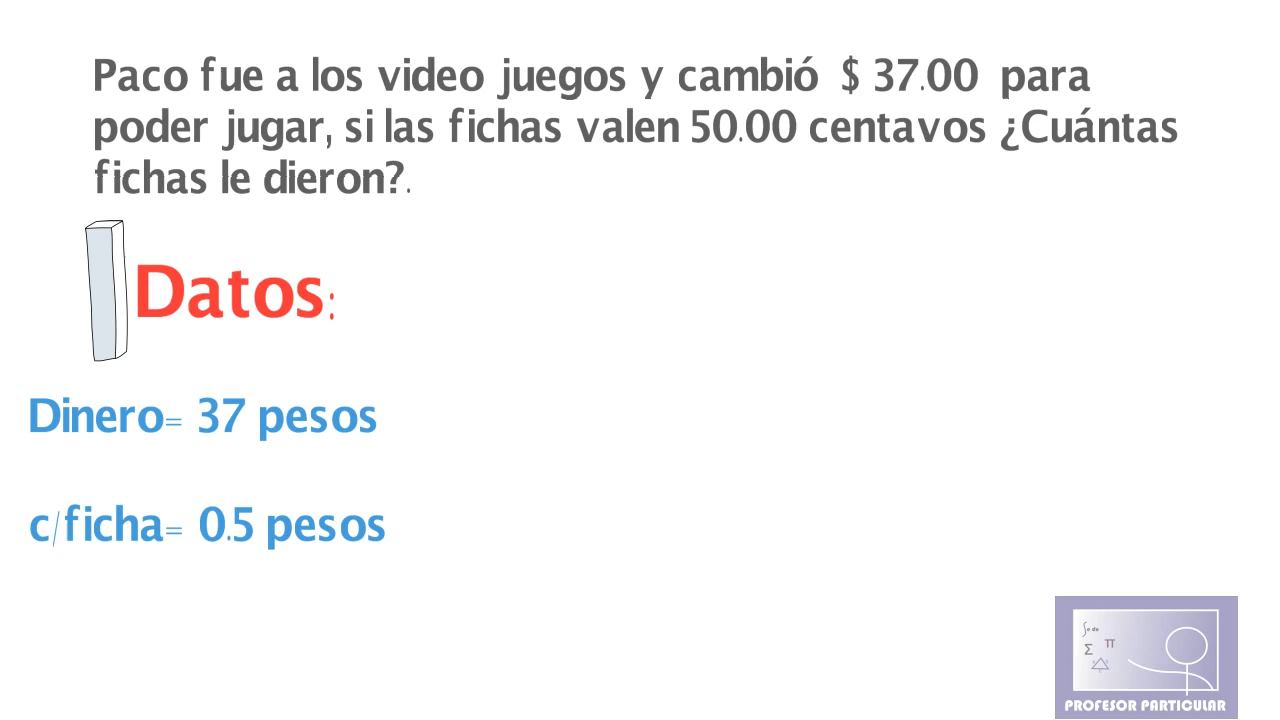 Paco fue a los video juegos y cambió $ 37.00 para
poder jugar, si las fichas valen 50.00 centavos ¿Cuántas
fichas le dieron?.
Datos:
Dinero= 37 pesos
c/ficha= 0.5 pesos
Σ π
PROFESOR PARTICULAR